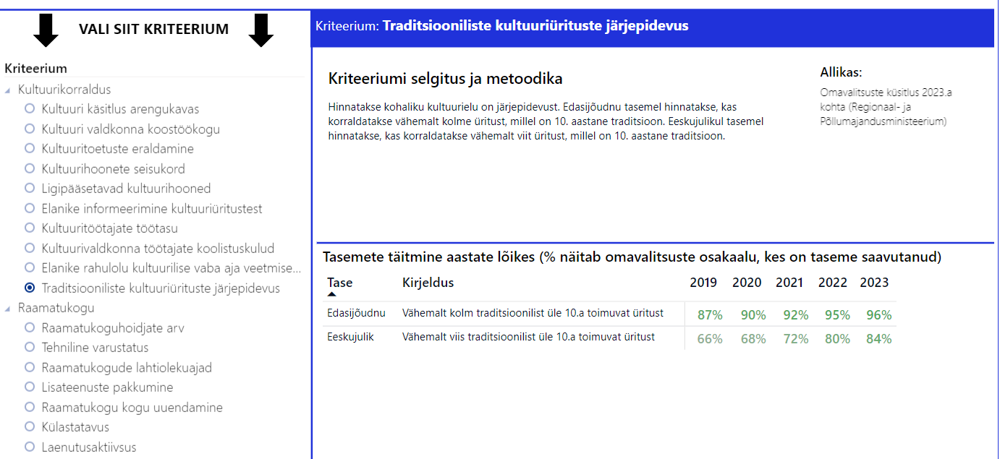 VALI SIIT KRITEERIUM
Kriteerium
Kultuurikorraldus
Kultuuri käsitlus arengukavas
Kultuuri valdkonna koostöökogu
Kultuuritoetuste eraldamine
Kultuurihoonete seisukord
Ligipääsetavad kultuurihooned
Elanike informeerimine kultuuriüritustest
Kultuuritöötajate töötasu
Kultuurivaldkonna töötajate koolistuskulud
Elanike rahulolu kultuurilise vaba aja veetmise...
Traditsiooniliste kultuuriürituste järjepidevus
Raamatukogu
Raamatukoguhoidjate arv
Tehniline varustatus
Raamatukogude lahtiolekuajad
Lisateenuste pakkumine
Raamatukogu kogu uuendamine
Külastatavus
Laenutusaktiivsus
Kriteerium: Traditsiooniliste kultuuriürituste järjepidevus
Kriteeriumi selgitus ja metoodika
Hinnatakse kohaliku kultuurielu on järjepidevust. Edasijõudnu tasemel hinnatakse, kas
korraldatakse vähemalt kolme üritust, millel on 10. aastane traditsioon. Eeskujulikul tasemel
hinnatakse, kas korraldatakse vähemalt viit üritust, millel on 10. aastane traditsioon.
Allikas:
Omavalitsuste küsitlus 2023.a
kohta (Regionaal- ja
Põllumajandusministeerium)
Tasemete täitmine aastate lõikes (% näitab omavalitsuste osakaalu, kes on taseme saavutanud)
Tase Kirjeldus 2019 2020 2021 2022 2023
Edasijõudnu Vähemalt kolm traditsioonilist üle 10.a toimuvat üritust 87% 90% 92% 95% 96%
Eeskujulik Vähemalt viis traditsioonilist üle 10.a toimuvat üritust 66% 68% 72% 80% 84%